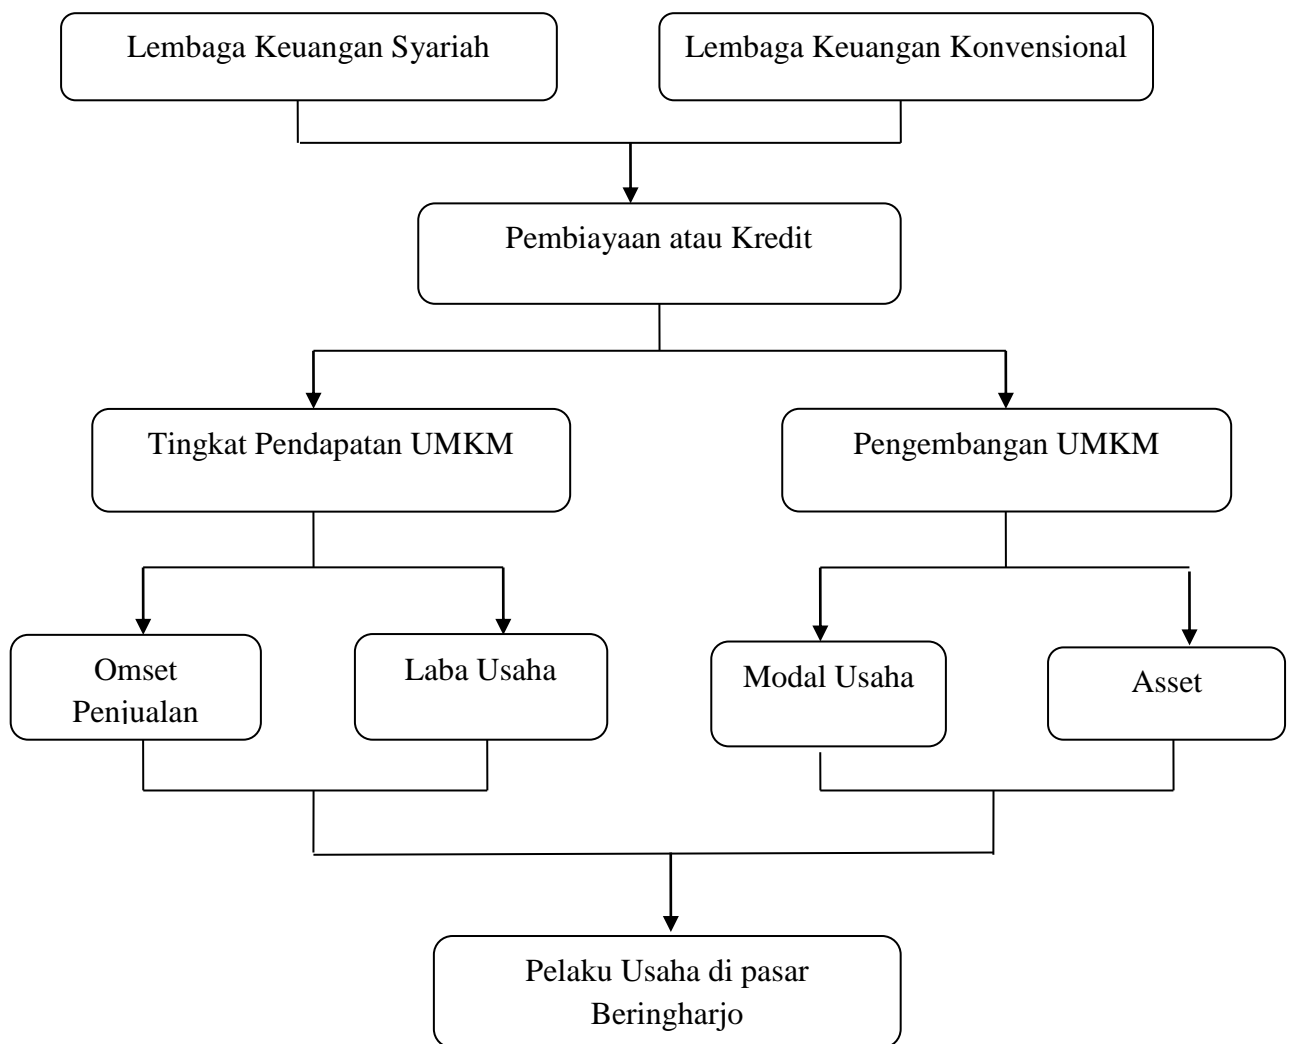 Lembaga Keuangan Syariah
Lembaga Keuangan Konvensional
Pembiayaan atau Kredit
Tingkat Pendapatan UMKM
Pengembangan UMKM
Omset
Penjualan
Laba Usaha
Modal Usaha
Asset
Pelaku Usaha di pasar
Beringharjo